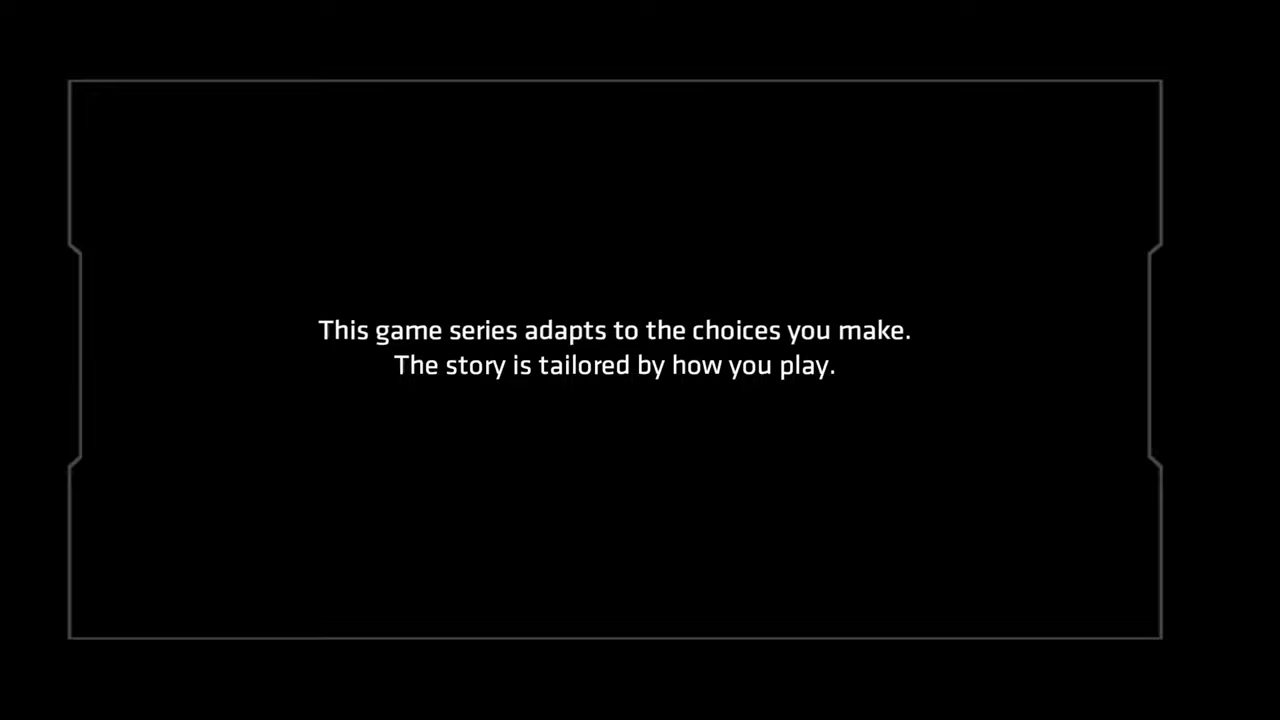 This game series adapts to the choices you make.
The story is tailored by how you play.